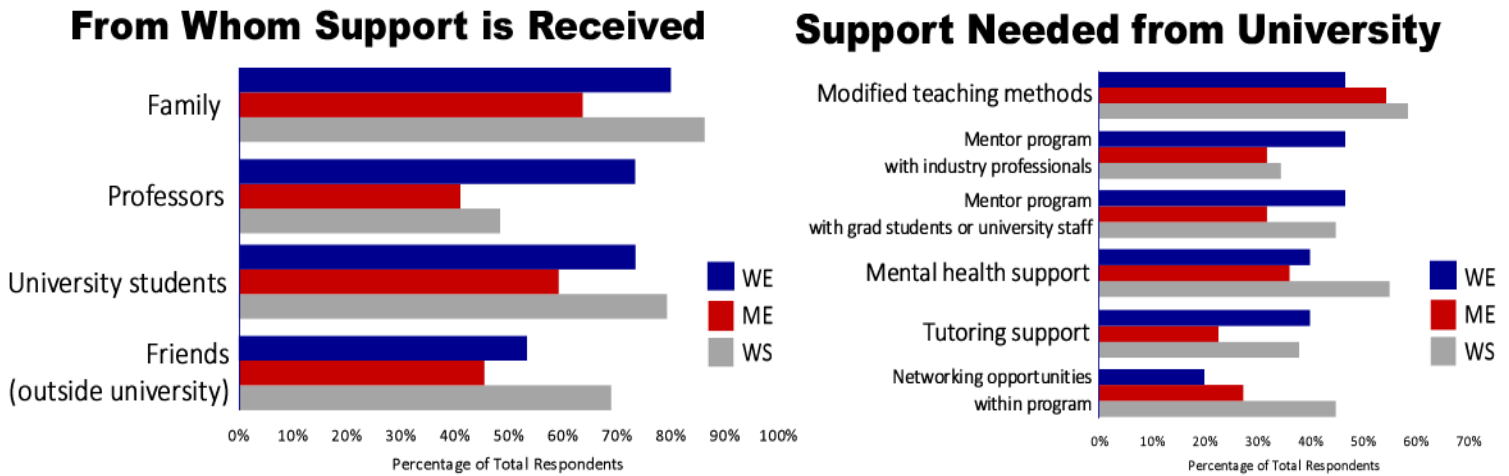 From Whom Support is Received
Family
Professors
University students
Friends
(outside university)
WE
ME
WS
0% 10% 20% 30% 40% 50% 60% 70% 80% 90% 100%
Percentage of Total Respondents
Support Needed from University
Modified teaching methods
Mentor program
with industry professionals
Mentor program
with grad students or university staff
Mental health support
Tutoring support
Networking opportunities
within program
WE
ME
WS
0% 10% 20% 30% 40% 50% 60% 70%
Percentage of Total Respondents